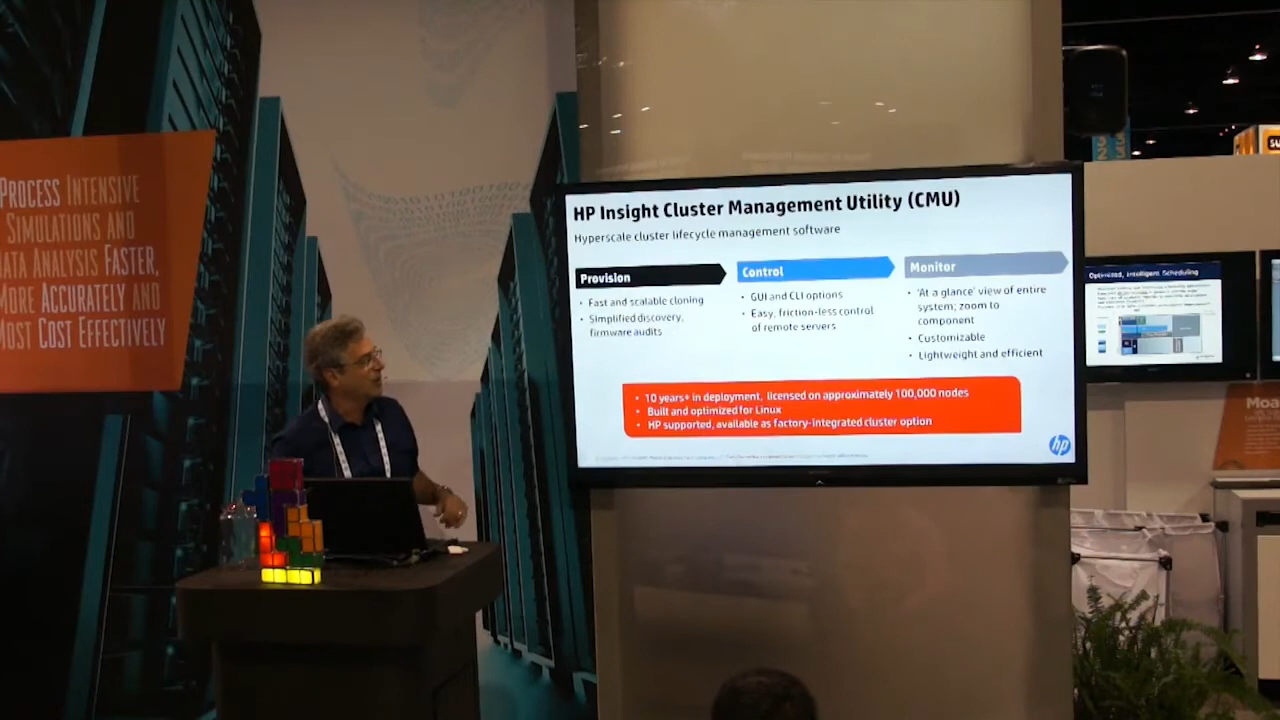 PROCESS INTENSIVE
SIMULATIONS AND
DATA ANALYSIS FASTER,
MORE ACCURATELY AND
MOST COST EFFECTIVELY
HP Insight Cluster Management Utility (CMU)
Hyperscale cluster lifecycle management software
Provision
• Fast and scalable cloning
• Simplified discovery,
firmware audits
Control
• GUI and CLI options
• Easy, friction-less control
of remote servers
Monitor
• 'At a glance' view of entire
system; zoom to
component
• Customizable
• Lightweight and efficient
• 10 years+ in deployment, licensed on approximately 100,000 nodes
• Built and optimized for Linux
• HP supported, available as factory-integrated cluster option
hp
Optimized, Intelligent Scheduling
Moa
SU